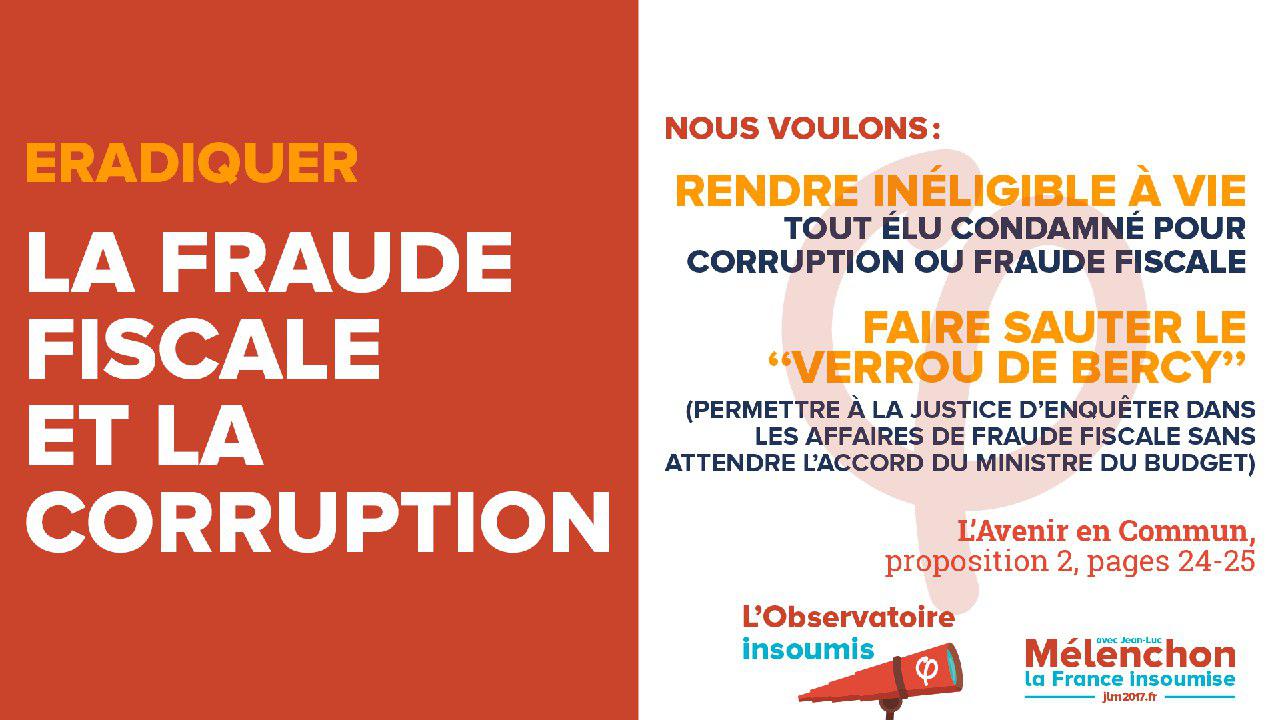 ERADIQUER
LA FRAUDE
FISCALE
ET LA
CORRUPTION
NOUS VOULONS :
RENDRE INÉLIGIBLE À VIE
TOUT ÉLU CONDAMNÉ POUR
CORRUPTION OU FRAUDE FISCALE
FAIRE SAUTER LE
“VERROU DE BERCY”
(PERMETTRE À LA JUSTICE D’ENQUÊTER DANS
LES AFFAIRES DE FRAUDE FISCALE SANS
ATTENDRE L’ACCORD DU MINISTRE DU BUDGET)
L’Avenir en Commun,
proposition 2, pages 24-25
L’Observatoire
insoumis
φ
avec Jean-Luc
Mélenchon
la France insoumise
jlm2017.fr